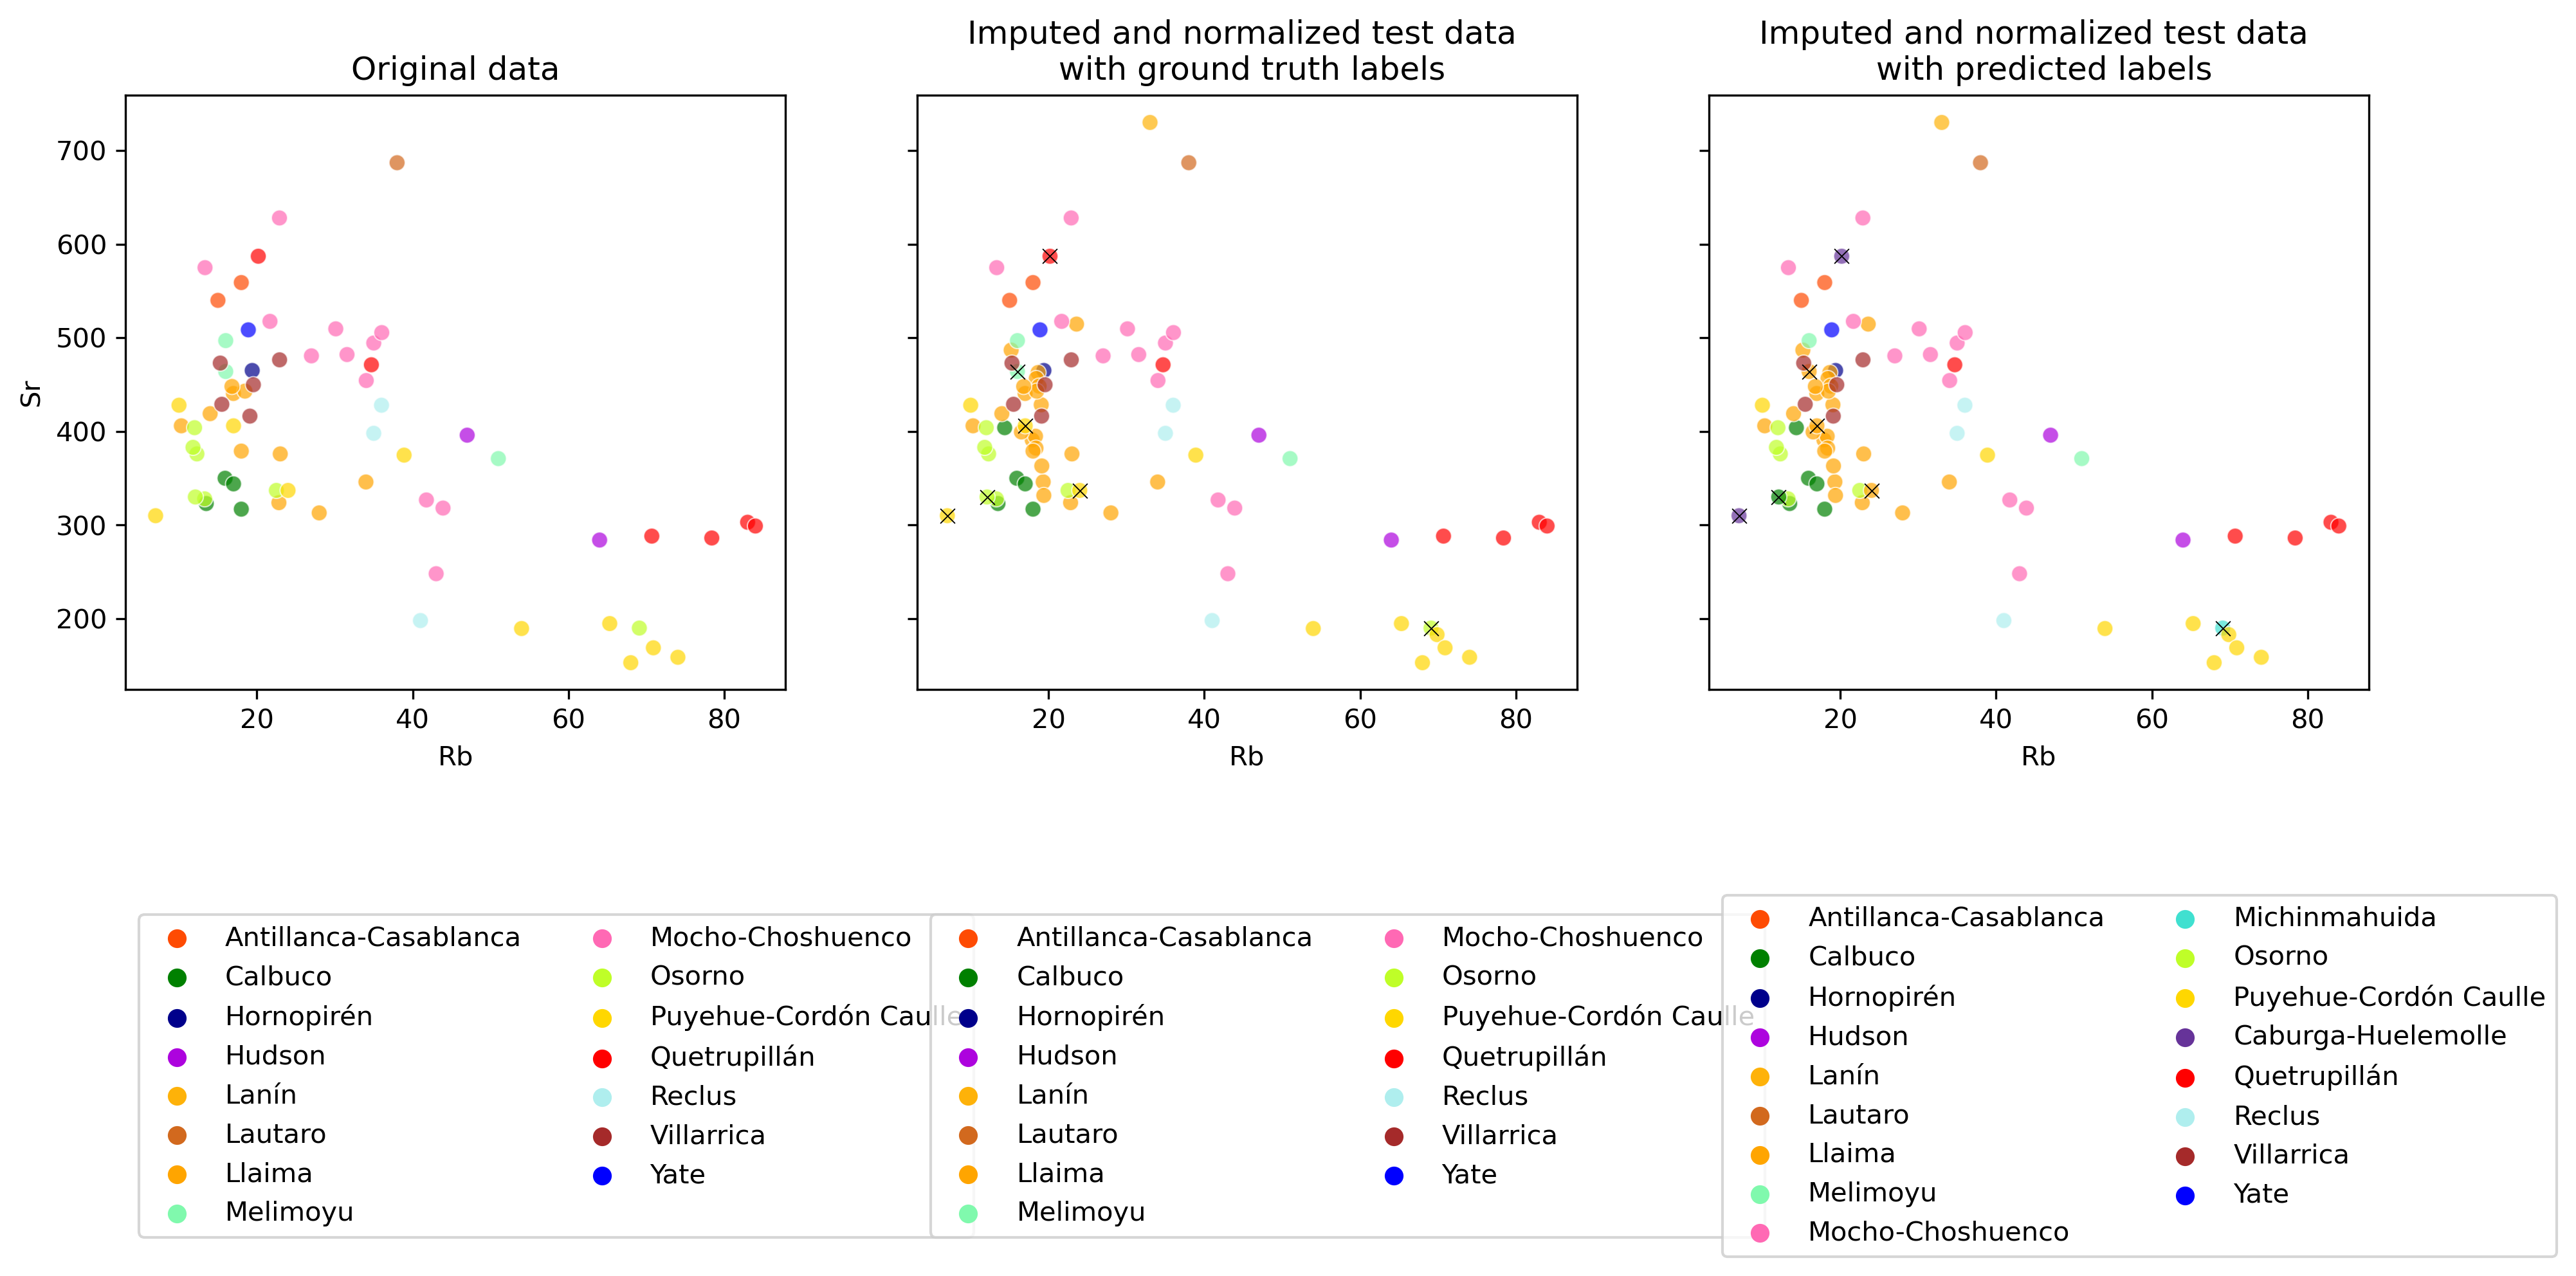 Original data
Imputed and normalized test data
with ground truth labels
Imputed and normalized test data
with predicted labels
Sr
700
600
500
400
300
200
20 40 60 80
Rb
20 40 60 80
Rb
20 40 60 80
Rb
Antillanca-Casablanca
Calbuco
Hornopirén
Hudson
Lanín
Lautaro
Llaima
Melimoyu
Mocho-Choshuenco
Osorno
Puyehue-Cordón Caulle
Quetrupillán
Reclus
Villarrica
Yate
Antillanca-Casablanca
Calbuco
Hornopirén
Hudson
Lanín
Lautaro
Llaima
Melimoyu
Mocho-Choshuenco
Osorno
Puyehue-Cordón Caulle
Quetrupillán
Reclus
Villarrica
Yate
Antillanca-Casablanca
Calbuco
Hornopirén
Hudson
Lanín
Lautaro
Llaima
Melimoyu
Mocho-Choshuenco
Michinmahuida
Osorno
Puyehue-Cordón Caulle
Caburga-Huelemolle
Quetrupillán
Reclus
Villarrica
Yate